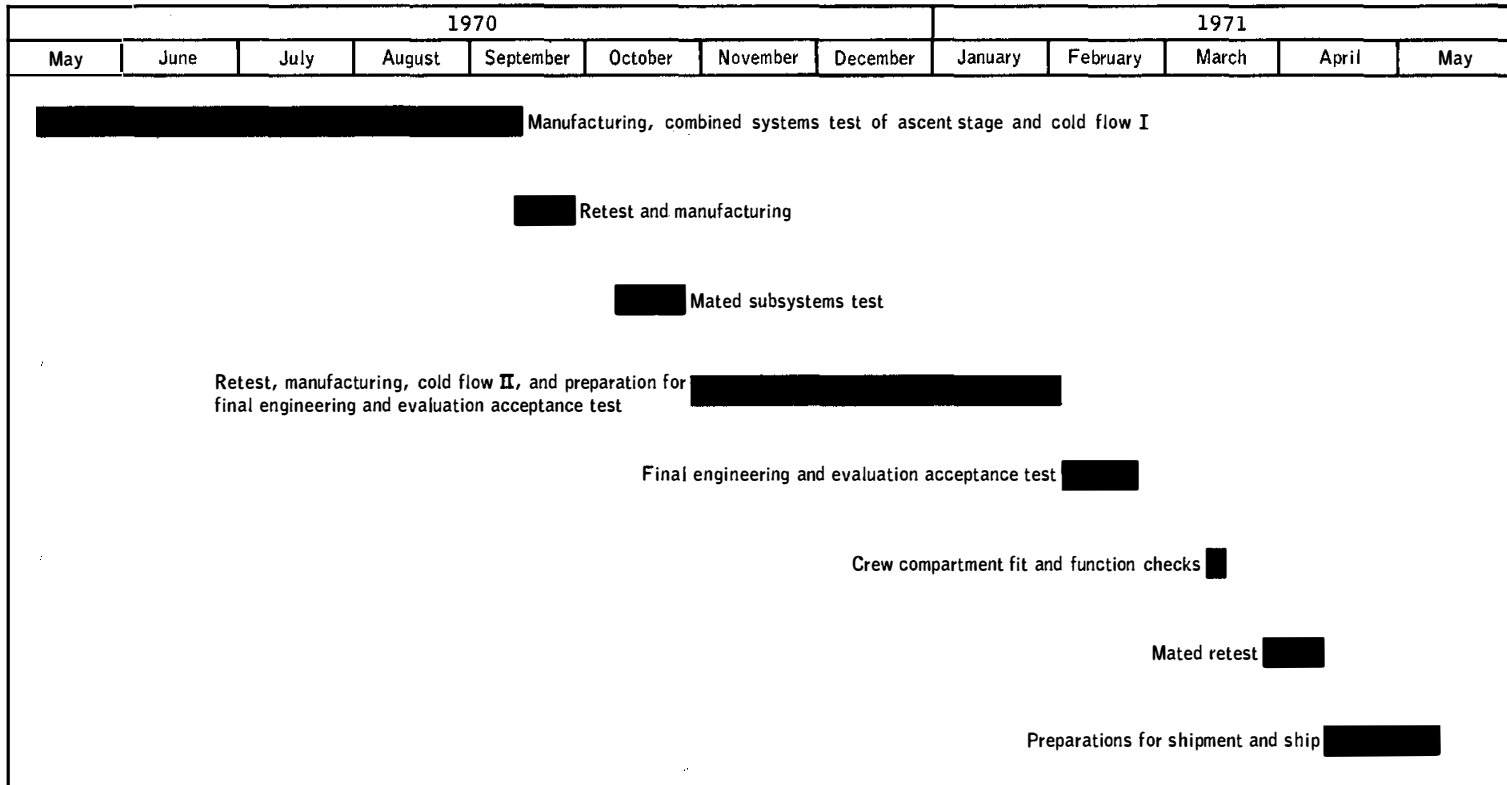 1970 1971
May June July August September October November December January February March April May
Manufacturing, combined systems test of ascent stage and cold flow I
Retest and manufacturing
Mated subsystems test
Retest, manufacturing, cold flow II, and preparation for
final engineering and evaluation acceptance test
Final engineering and evaluation acceptance test
Crew compartment fit and function checks
Mated retest
Preparations for shipment and ship